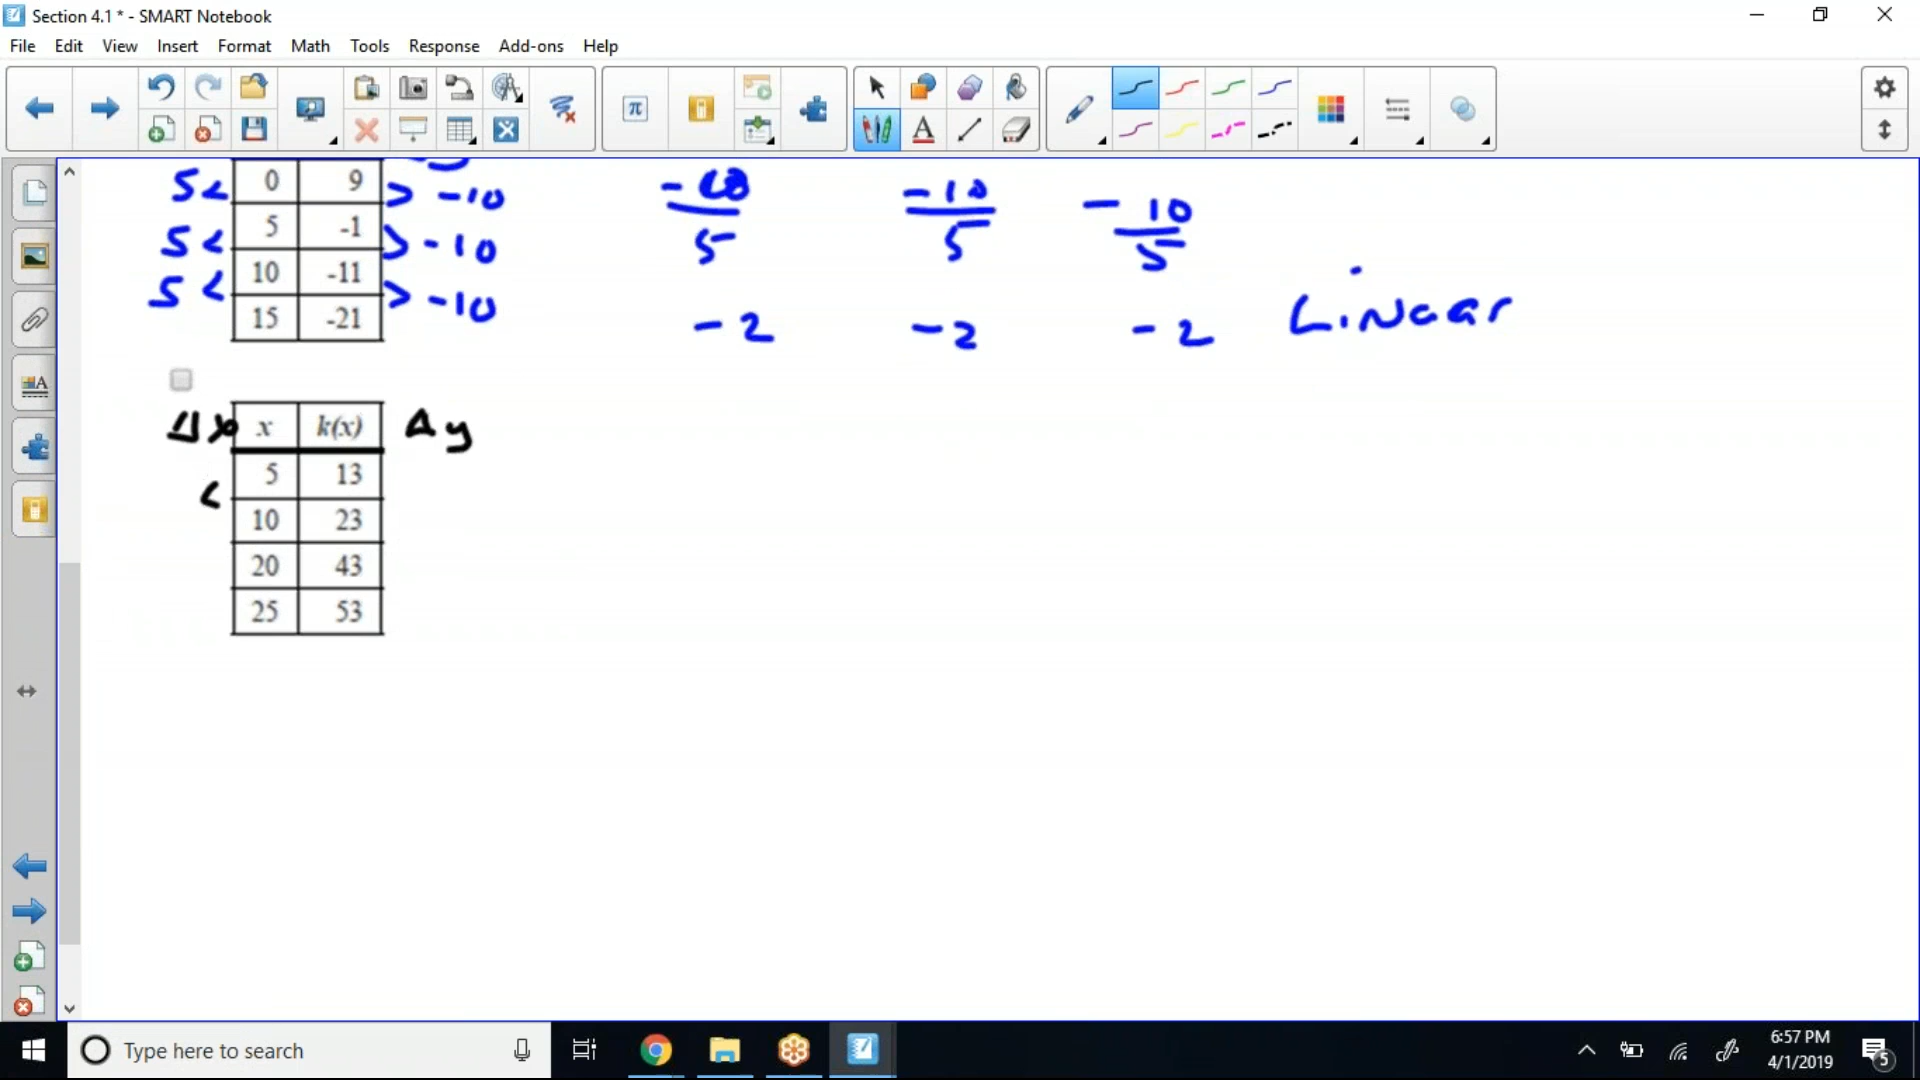 Section 4.1 * - SMART Notebook
File Edit View Insert Format Math Tools Response Add-ons Help
5 < 0 9 > -10
5 < 5 -1 > -10
5 < 10 -11 > -10
15 -21
-10 -10 -10
5 5 5
-2 -2 -2 Linear
Δx x k(x) Δy
< 5 13
10 23
20 43
25 53
Type here to search
6:57 PM
4/1/2019
5